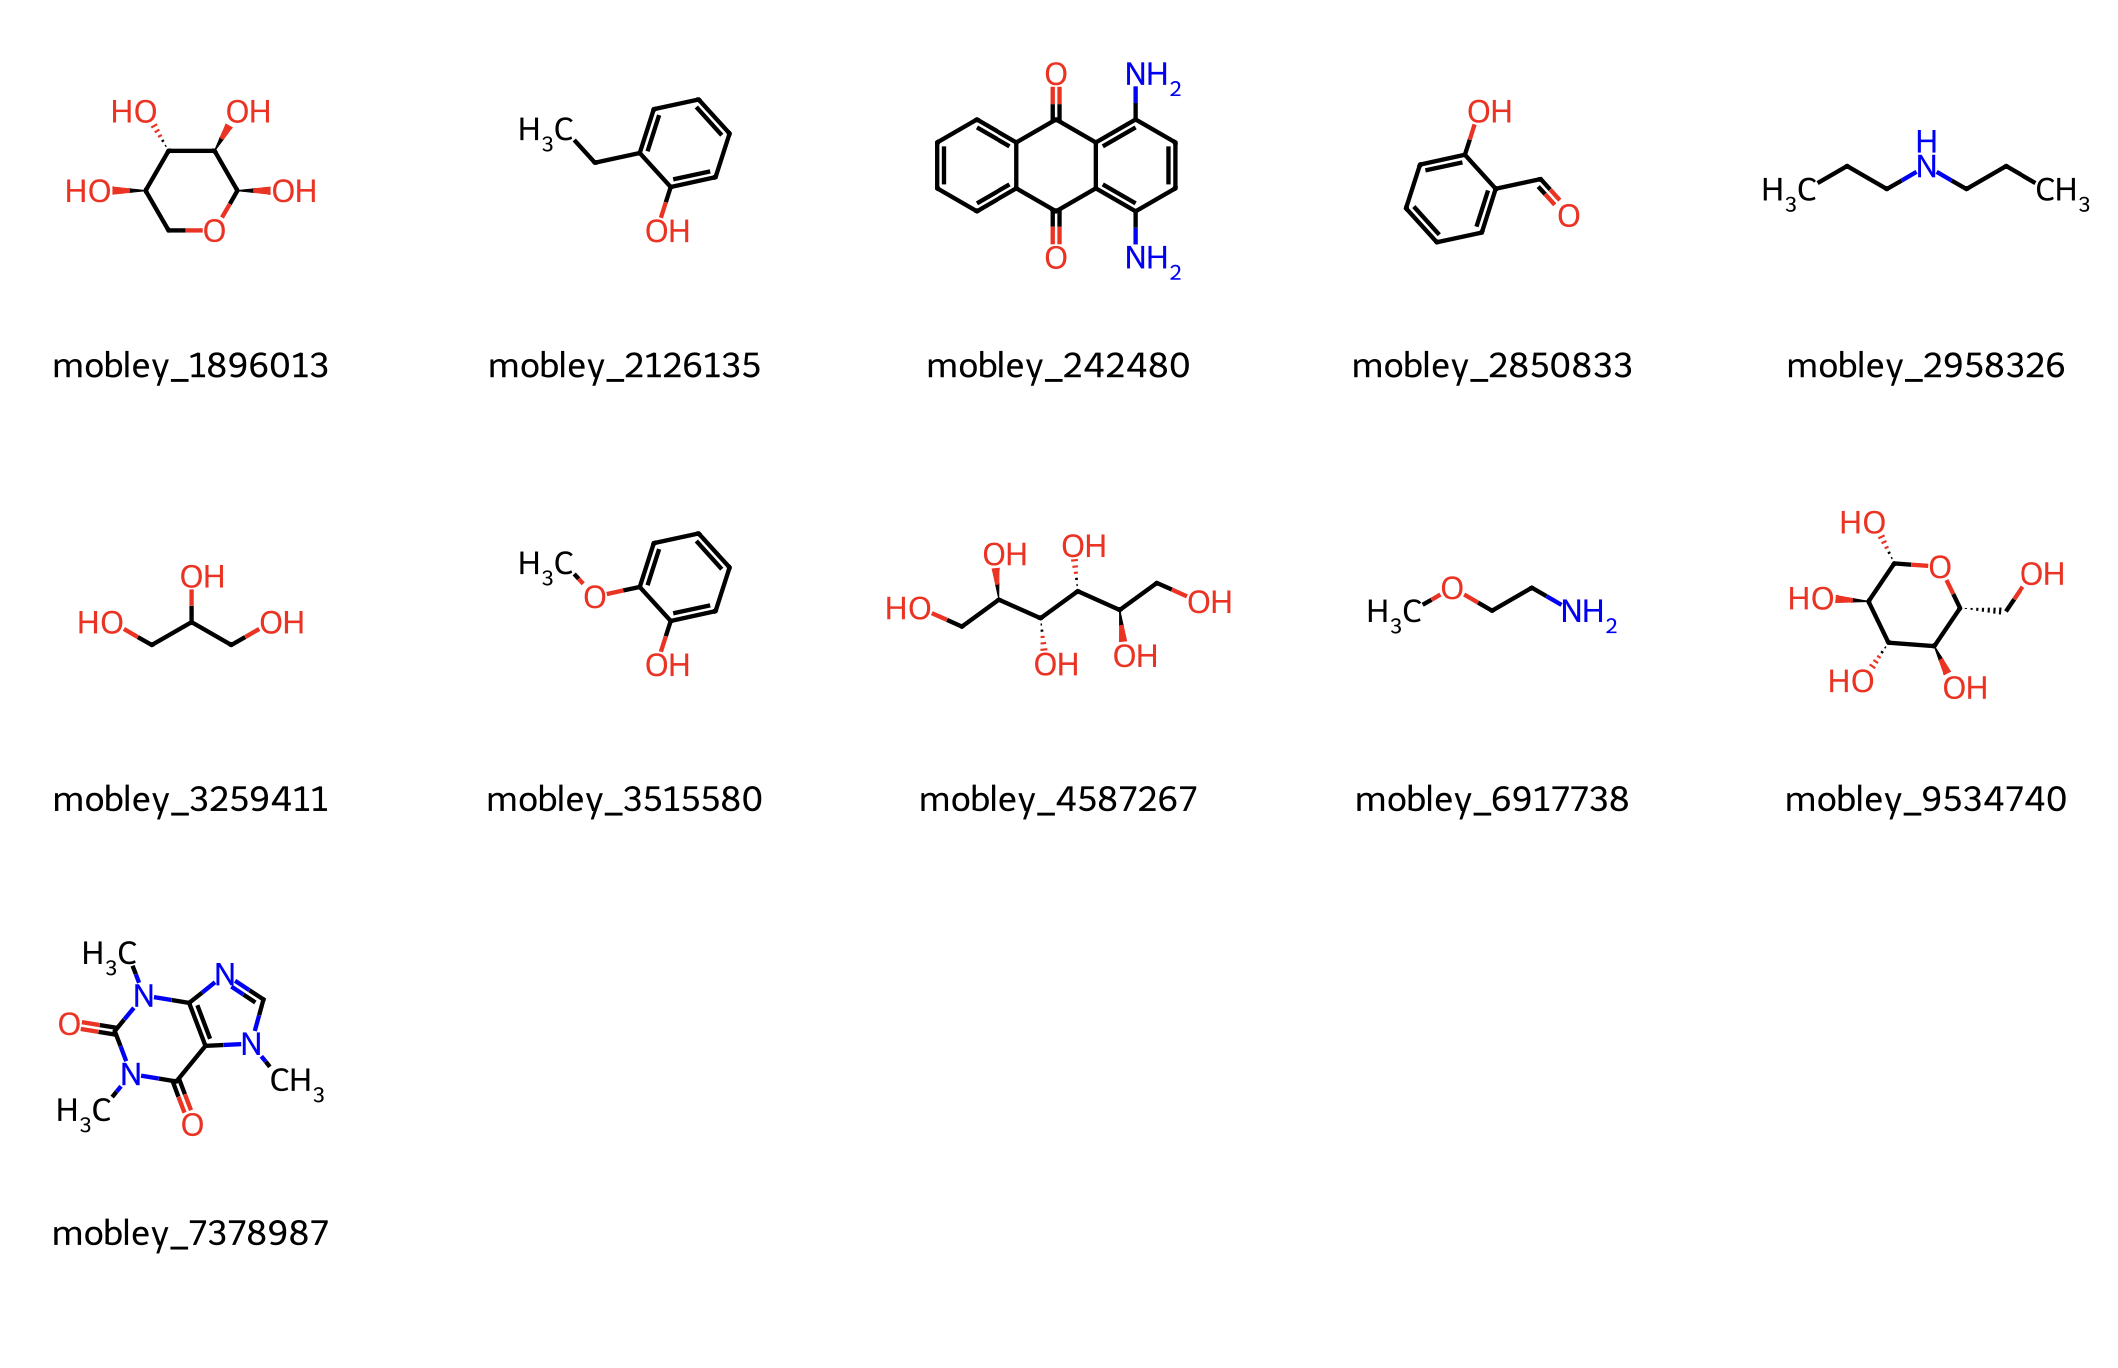 HO OH HO OH O
H3C OH
O NH2 O NH2
OH O
H N H3C CH3
mobley_1896013 mobley_2126135 mobley_242480 mobley_2850833 mobley_2958326
OH HO OH
H3C O OH
OH OH HO OH OH OH
O H3C NH2
HO O OH HO HO OH
mobley_3259411 mobley_3515580 mobley_4587267 mobley_6917738 mobley_9534740
H3C N N O N N CH3 H3C O
mobley_7378987